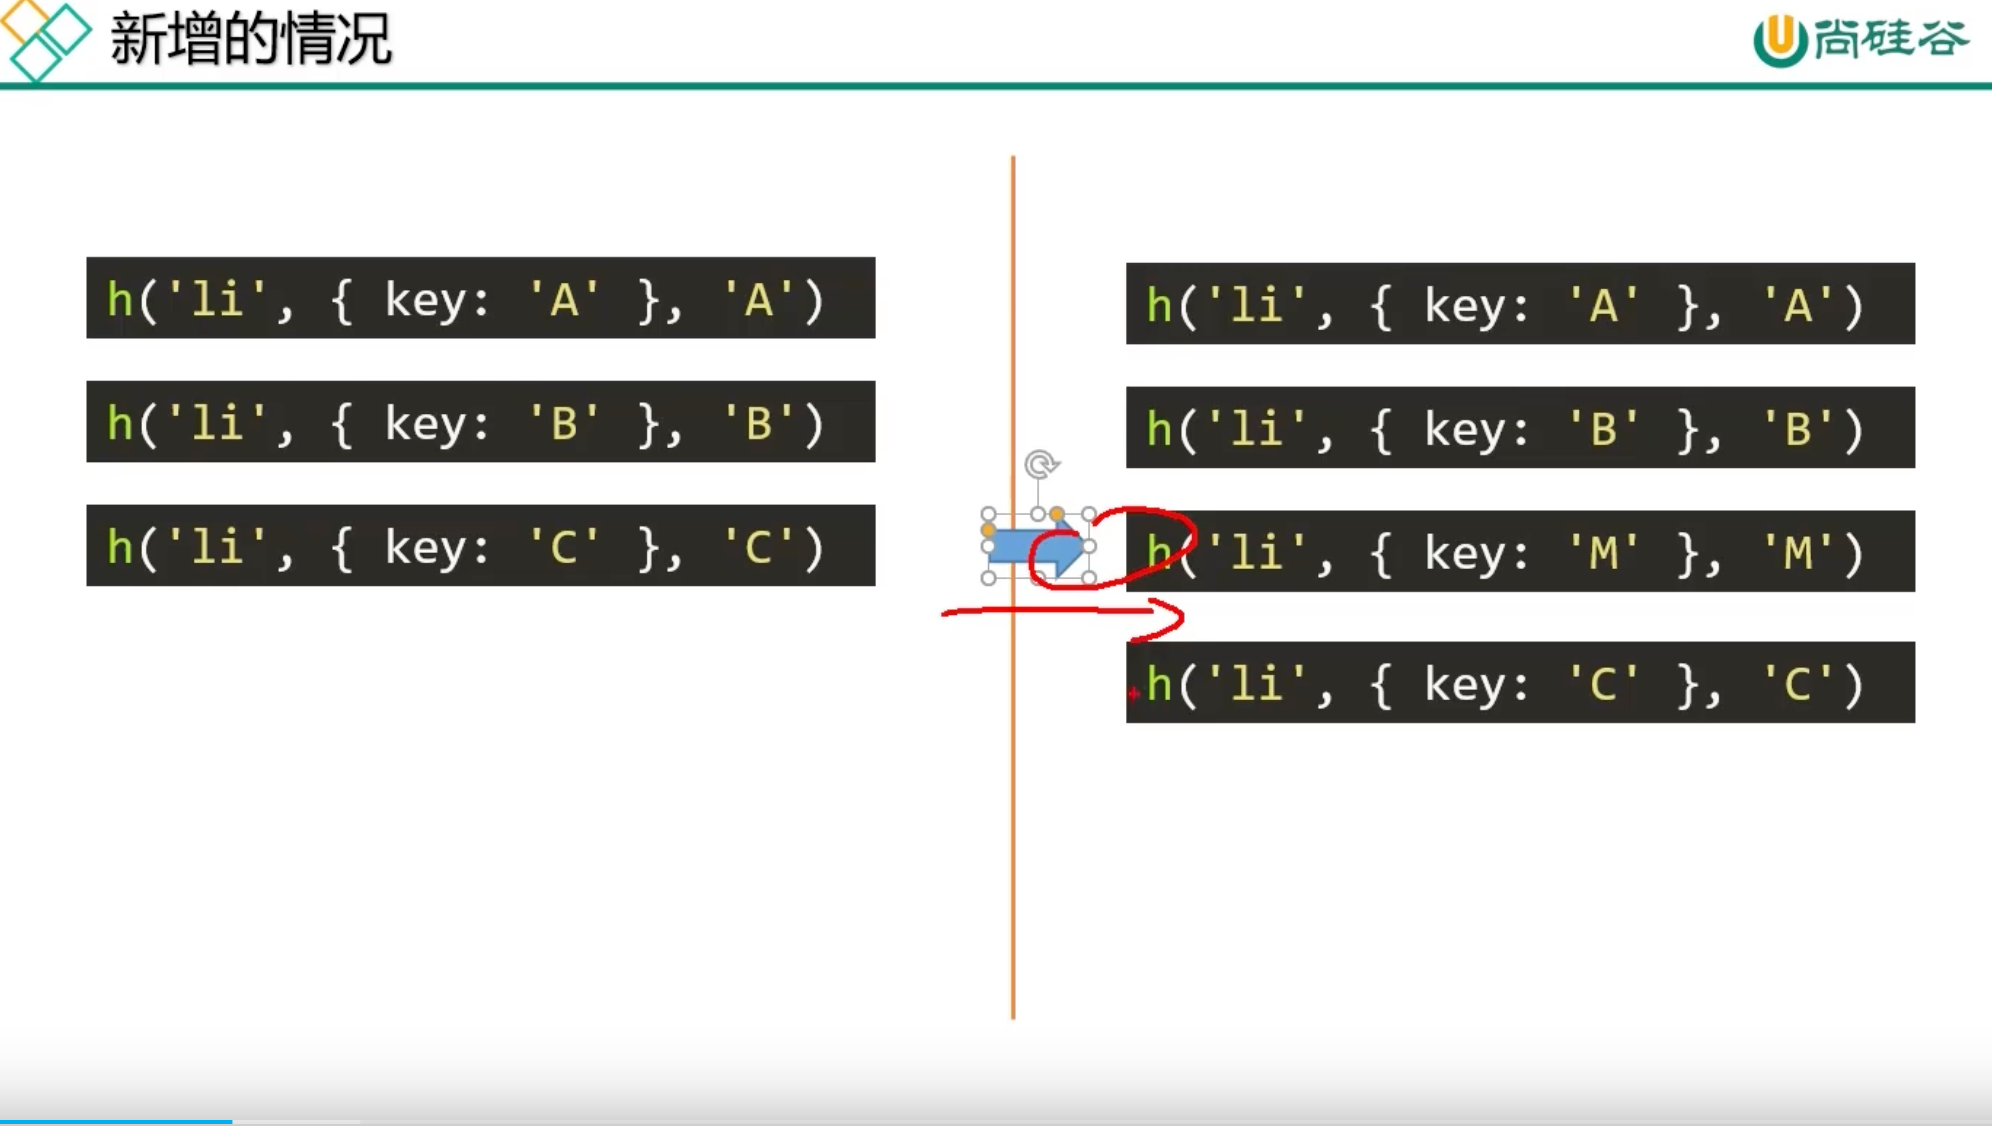 新增的情况
尚硅谷
h('li', { key: 'A' }, 'A')
h('li', { key: 'B' }, 'B')
h('li', { key: 'C' }, 'C')
h('li', { key: 'A' }, 'A')
h('li', { key: 'B' }, 'B')
h('li', { key: 'M' }, 'M')
h('li', { key: 'C' }, 'C')